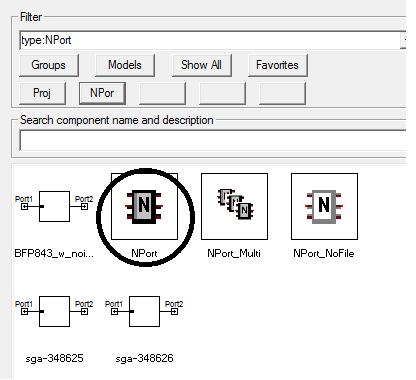 Filter
type:NPort
Groups Models Show All Favorites
Proj NPor
Search component name and description
Port1 Port2 N N N
BFP843_w_noi... NPort NPort_Multi NPort_NoFile
Port1 Port2 Port1 Port2
sga-348625 sga-348626